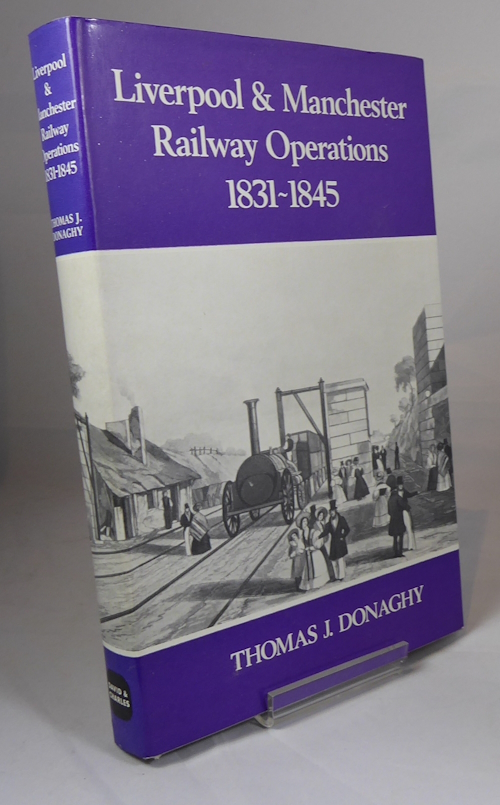 Liverpool & Manchester
Railway Operations
1831~1845
THOMAS J. DONAGHY
Liverpool
&
Manchester
Railway
Operations
1831-1845
THOMAS J.
DONAGHY
DAVID &
CHARLES